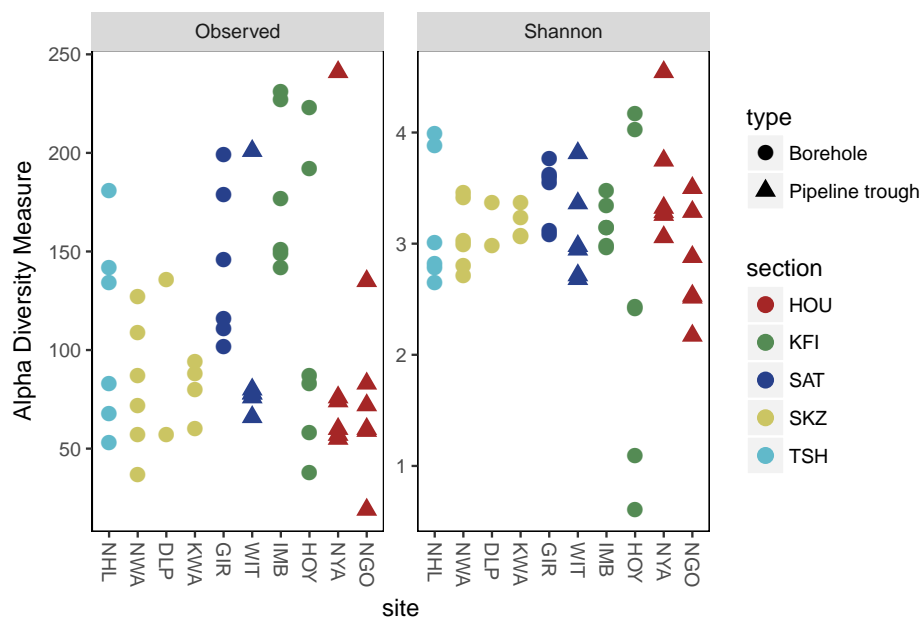 Observed
Shannon
Alpha Diversity Measure
250
200
150
100
50
4
3
2
1
NHL NWA DLP KWA GIR WIT IMB HOY NYA NGO
NHL NWA DLP KWA GIR WIT IMB HOY NYA NGO
site
type
Borehole
Pipeline trough
section
HOU
KFI
SAT
SKZ
TSH